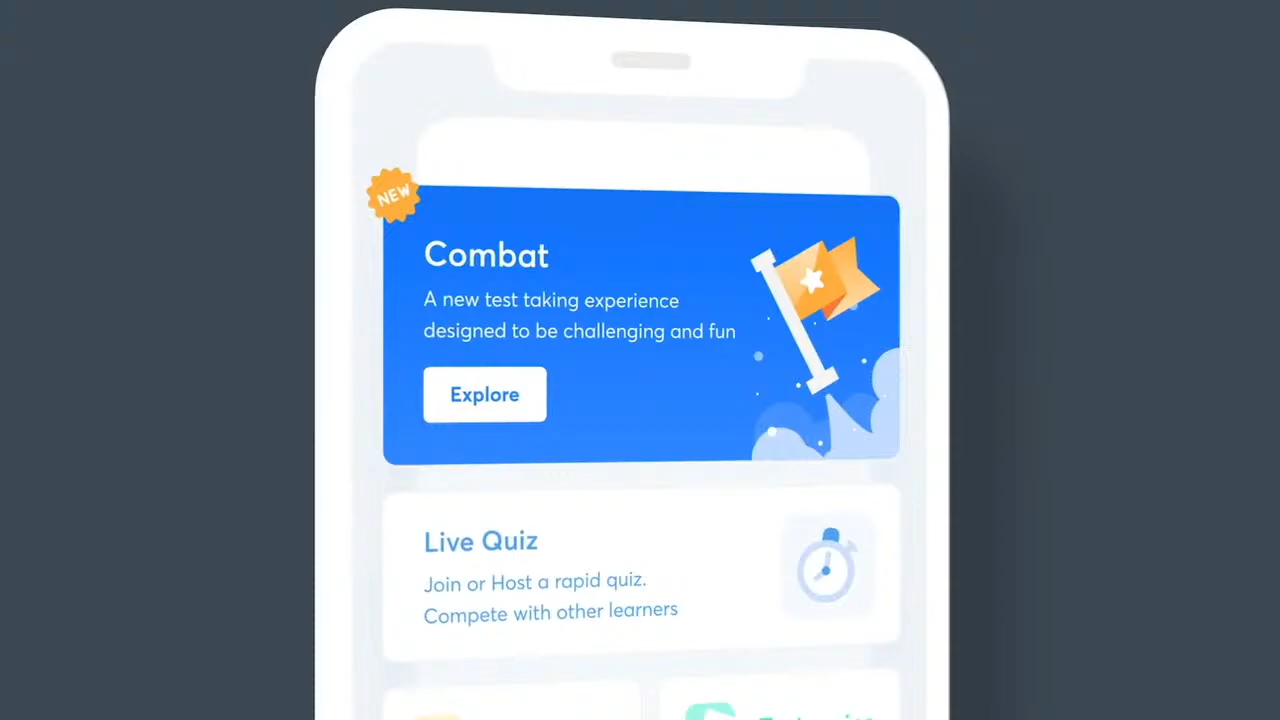 NEW
Combat
A new test taking experience
designed to be challenging and fun
Explore
Live Quiz
Join or Host a rapid quiz.
Compete with other learners